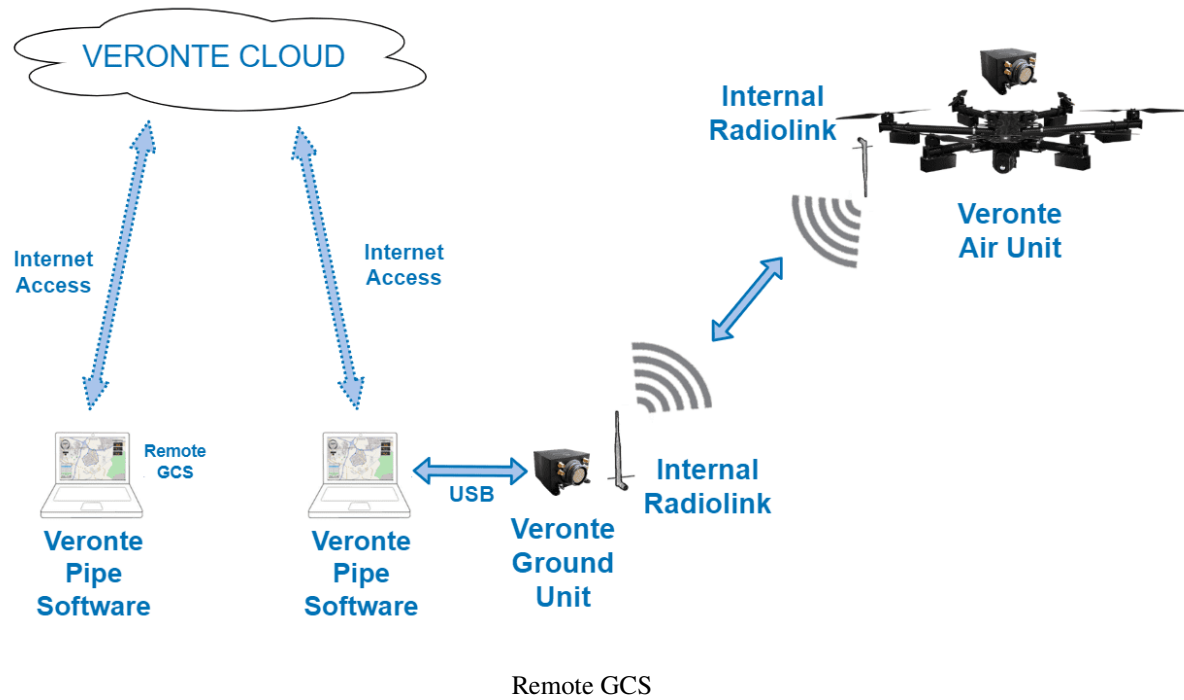 VERONTE CLOUD
Internal
Radiolink
Veronte
Air Unit
Internet
Access
Internet
Access
Remote
GCS
USB
Internal
Radiolink
Veronte
Pipe
Software
Veronte
Pipe
Software
Veronte
Ground
Unit
Remote GCS